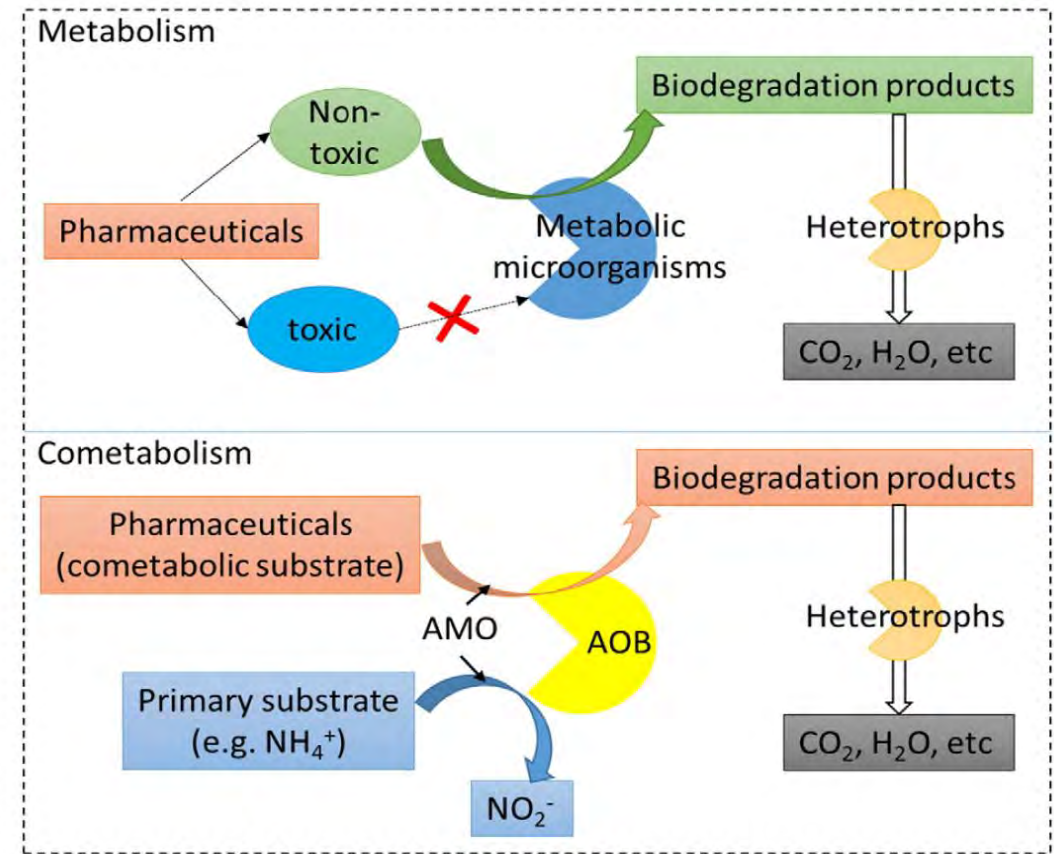 Metabolism
Non-
toxic
Biodegradation products
Pharmaceuticals
Metabolic
microorganisms
Heterotrophs
toxic
CO₂, H₂O, etc
Cometabolism
Pharmaceuticals
(cometabolic substrate)
Biodegradation products
AMO
AOB
Heterotrophs
Primary substrate
(e.g. NH₄⁺)
CO₂, H₂O, etc
NO₂⁻